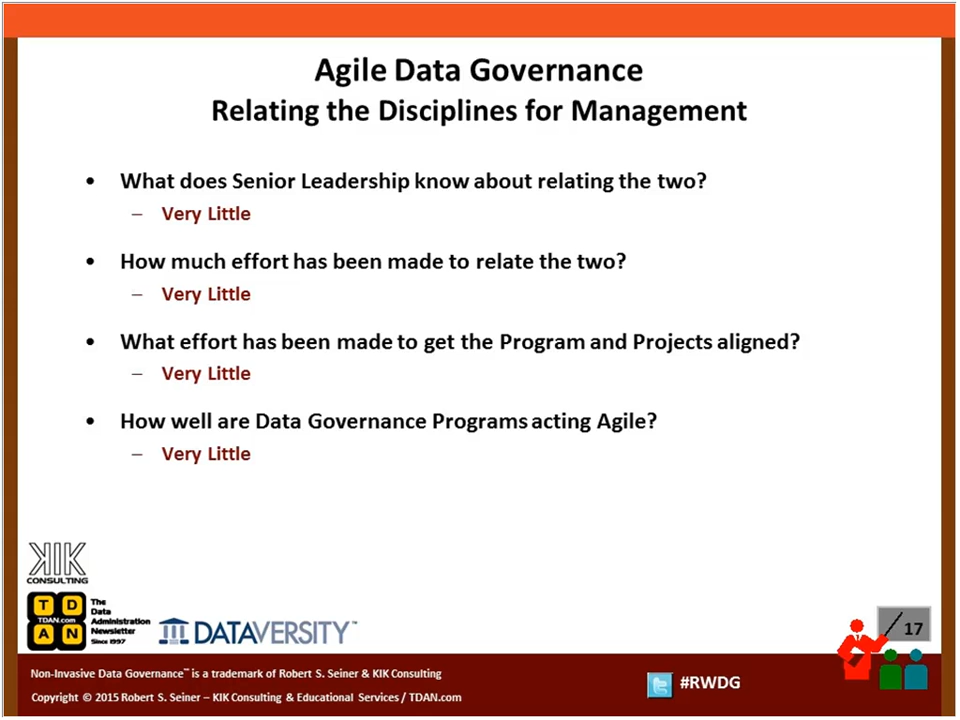 Agile Data Governance
Relating the Disciplines for Management
• What does Senior Leadership know about relating the two?
– Very Little
• How much effort has been made to relate the two?
– Very Little
• What effort has been made to get the Program and Projects aligned?
– Very Little
• How well are Data Governance Programs acting Agile?
– Very Little
KIK
CONSULTING
T D
TDAN.com
A N
The
Data
Administration
Newsletter
Since 1997
DATAVERSITY™
17
Non-Invasive Data Governance™ is a trademark of Robert S. Seiner & KIK Consulting
Copyright © 2015 Robert S. Seiner – KIK Consulting & Educational Services / TDAN.com
#RWDG